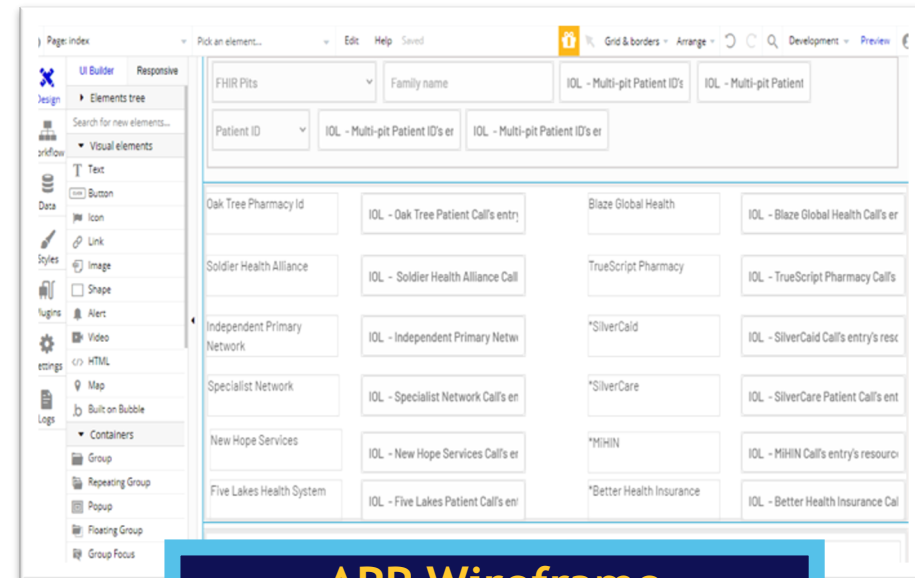 Page: index
Pick an element...
Edit Help Saved
Grid & borders Arrange
Development Preview
UI Builder Responsive
Design
Elements tree
Search for new elements...
Visual elements
Text
Data
Button
Icon
Link
Image
Shape
Alert
Video
HTML
Map
Logs
Built on Bubble
Containers
Group
Repeating Group
Popup
Floating Group
Group Focus
FHIR Pits Family name IOL - Multi-pit Patient ID's IOL - Multi-pit Patient
Patient ID IOL - Multi-pit Patient ID's er IOL - Multi-pit Patient ID's er
Oak Tree Pharmacy Id IOL - Oak Tree Patient Call's entry Blaze Global Health IOL - Blaze Global Health Call's er
Soldier Health Alliance IOL - Soldier Health Alliance Call TrueScript Pharmacy IOL - TrueScript Pharmacy Call's
Independent Primary
Network IOL - Independent Primary Netw *SilverCaid IOL - SilverCaid Call's entry's resc
Specialist Network IOL - Specialist Network Call's en *SilverCare IOL - SilverCare Patient Call's ent
New Hope Services IOL - New Hope Services Call's er *MiHIN IOL - MiHIN Call's entry's resourc
Five Lakes Health System IOL - Five Lakes Patient Call's ent *Better Health Insurance IOL - Better Health Insurance Cal
APP Wireframe